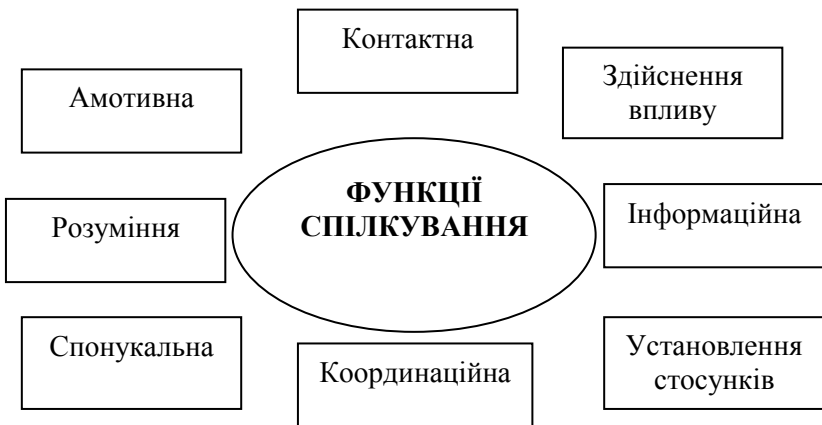 Контактна
Здійснення
впливу
Амотивна
ФУНКЦІЇ
СПІЛКУВАННЯ
Розуміння
Інформаційна
Спонукальна
Координаційна
Установлення
стосунків